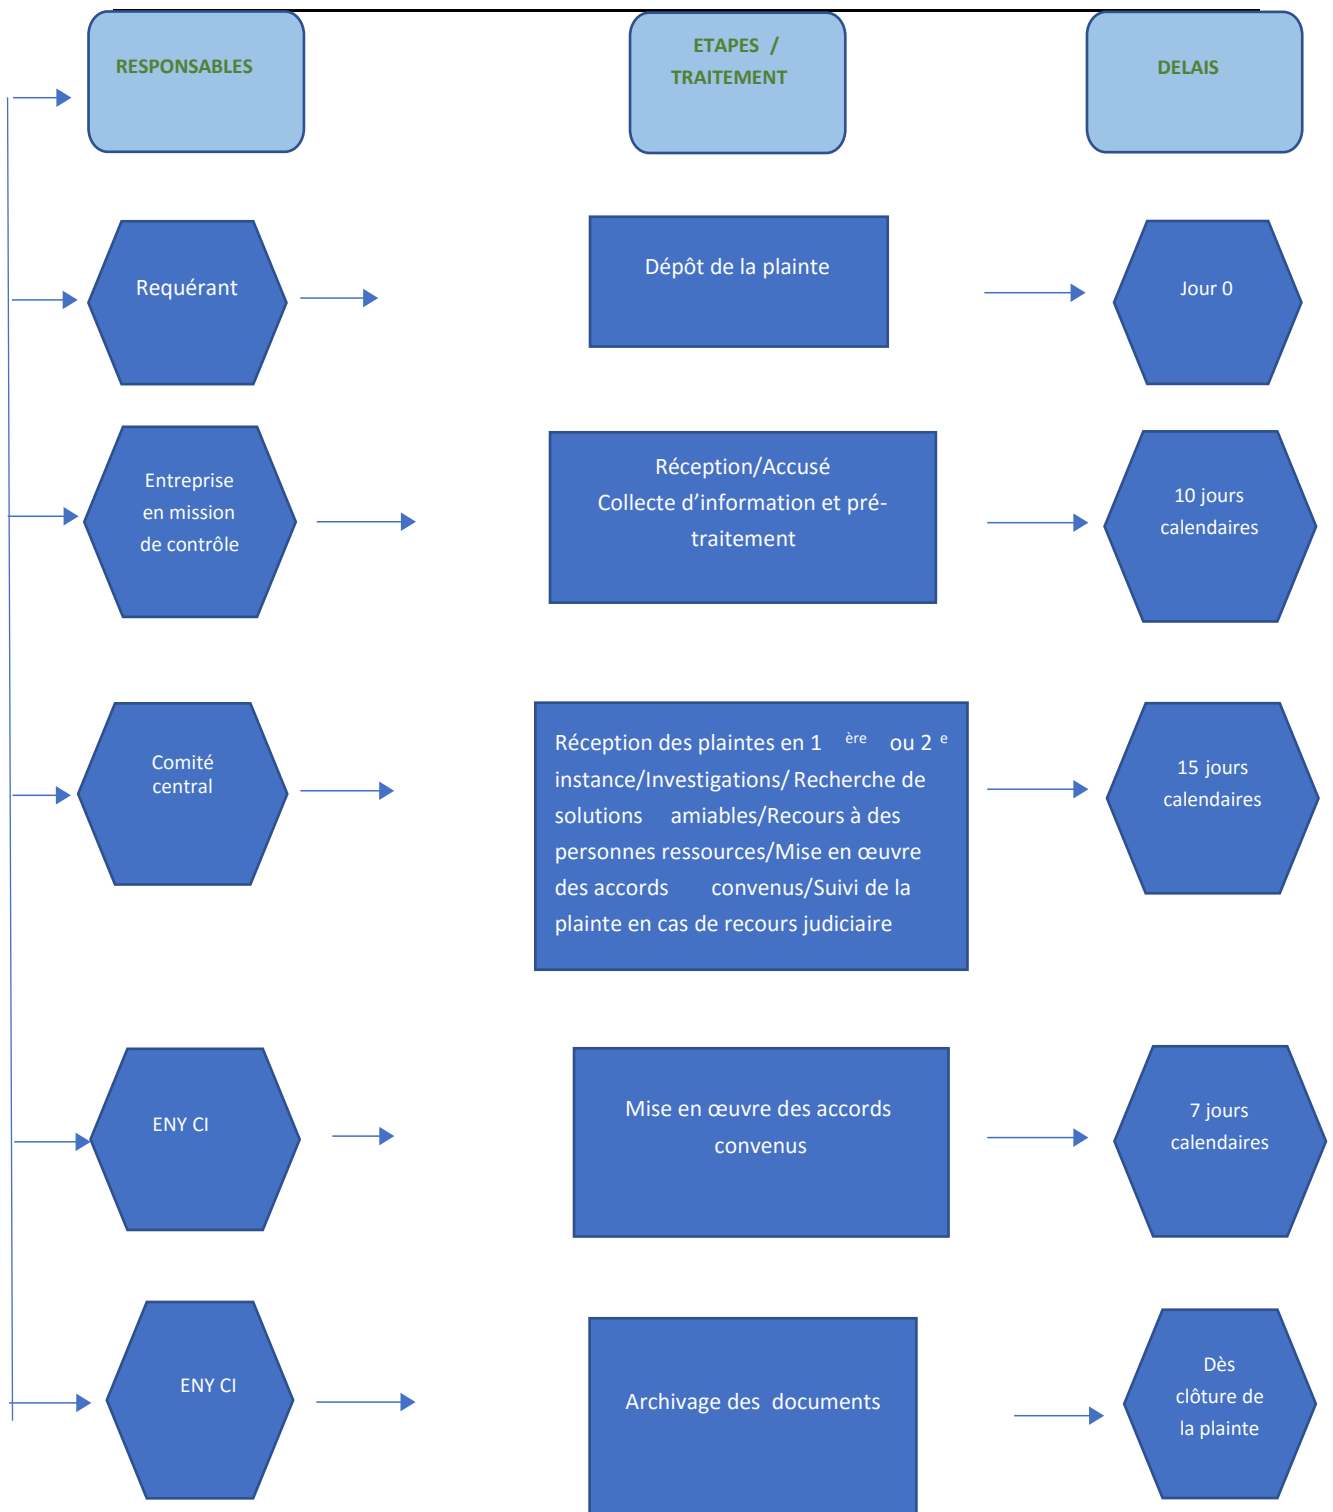 RESPONSABLES
ETAPES /
TRAITEMENT
DELAIS
Requérant
Dépôt de la plainte
Jour 0
Entreprise
en mission
de contrôle
Réception/Accusé
Collecte d’information et pré-
traitement
10 jours
calendaires
Comité
central
Réception des plaintes en 1 ère ou 2 e
instance/Investigations/ Recherche de
solutions amiables/Recours à des
personnes ressources/Mise en œuvre
des accords convenus/Suivi de la
plainte en cas de recours judiciaire
15 jours
calendaires
ENY CI
Mise en œuvre des accords
convenus
7 jours
calendaires
ENY CI
Archivage des documents
Dès
clôture de
la plainte